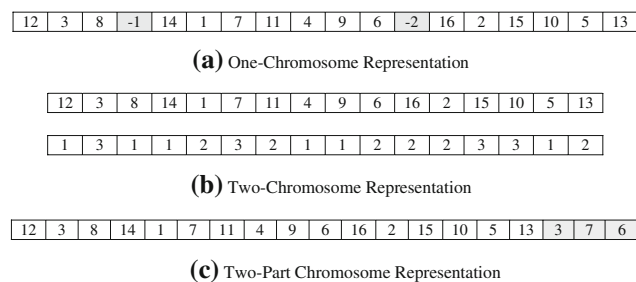 12 3 8 -1 14 1 7 11 4 9 6 -2 16 2 15 10 5 13
(a) One-Chromosome Representation
12 3 8 14 1 7 11 4 9 6 16 2 15 10 5 13
1 3 1 1 2 3 2 1 1 2 2 2 3 3 1 2
(b) Two-Chromosome Representation
12 3 8 14 1 7 11 4 9 6 16 2 15 10 5 13 3 7 6
(c) Two-Part Chromosome Representation